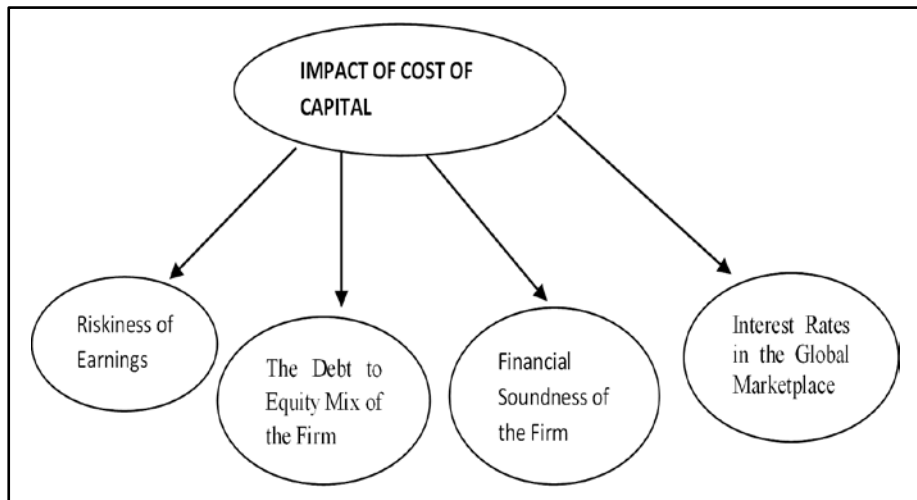 IMPACT OF COST OF
CAPITAL
Riskiness of
Earnings
The Debt to
Equity Mix of
the Firm
Financial
Soundness of
the Firm
Interest Rates
in the Global
Marketplace